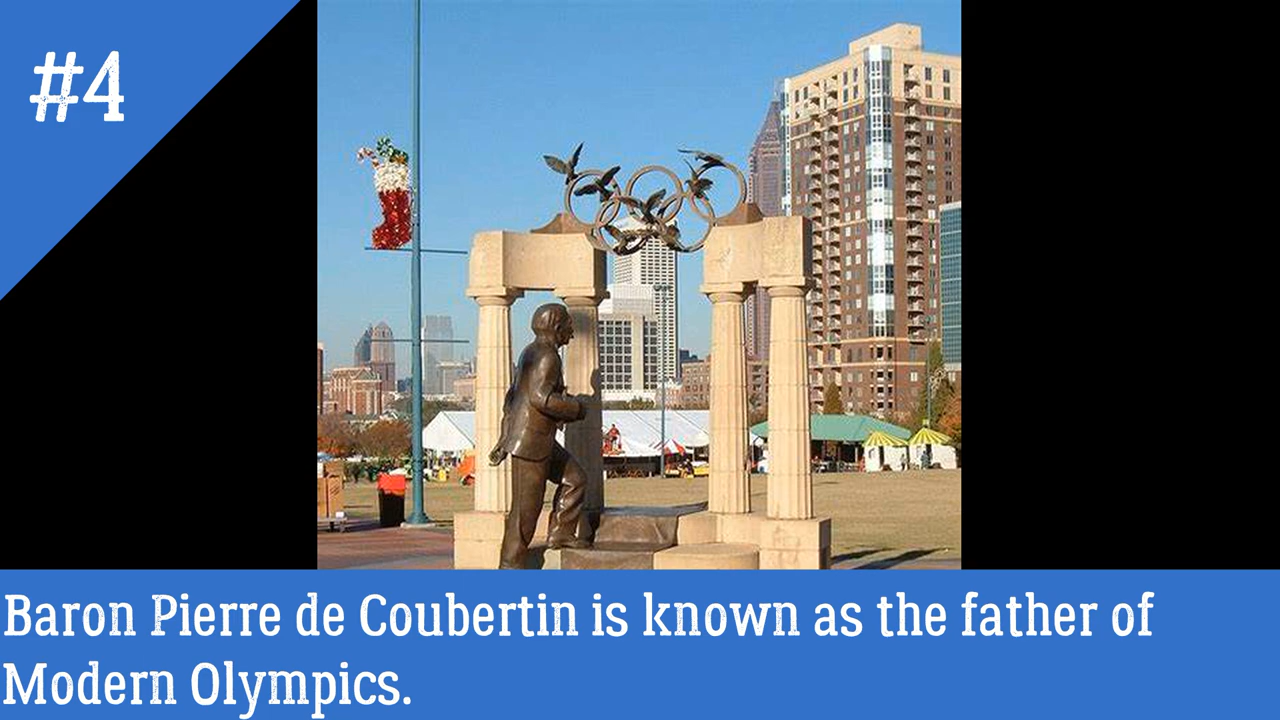 #4
Baron Pierre de Coubertin is known as the father of
Modern Olympics.